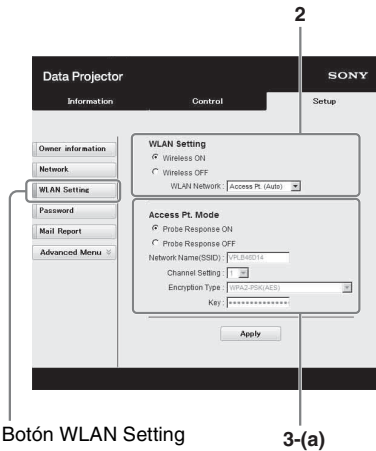 2
Data Projector
SONY
Information Control Setup
Owner information
Network
WLAN Setting
Password
Mail Report
Advanced Menu
WLAN Setting
Wireless ON
Wireless OFF
WLAN Network : Access Pt. (Auto)
Access Pt. Mode
Probe Response ON
Probe Response OFF
Network Name(SSID) : VPLB46D14
Channel Setting : 1
Encryption Type : WPA2-PSK(AES)
Key : ***************
Apply
Botón WLAN Setting
3-(a)